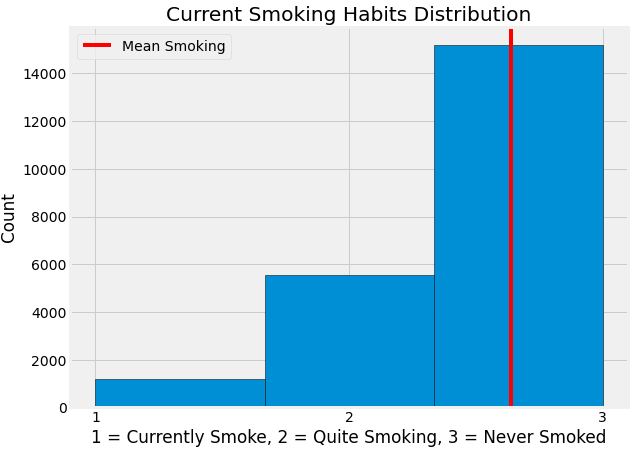 Current Smoking Habits Distribution
Mean Smoking
Count
14000
12000
10000
8000
6000
4000
2000
0
1 2 3
1 = Currently Smoke, 2 = Quite Smoking, 3 = Never Smoked